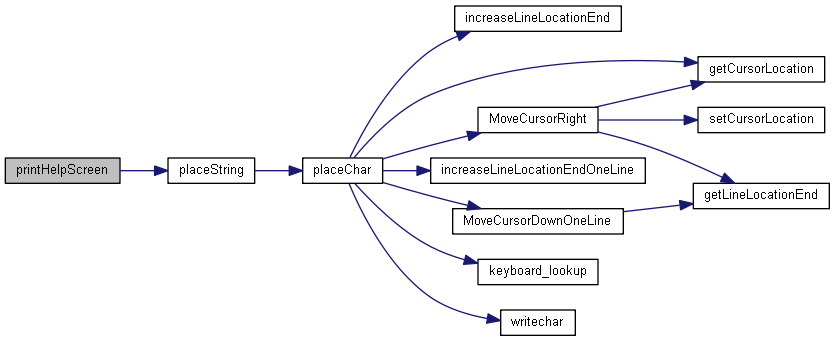 printHelpScreen
placeString
placeChar
increaseLineLocationEnd
getCursorLocation
MoveCursorRight
setCursorLocation
increaseLineLocationEndOneLine
getLineLocationEnd
MoveCursorDownOneLine
keyboard_lookup
writechar